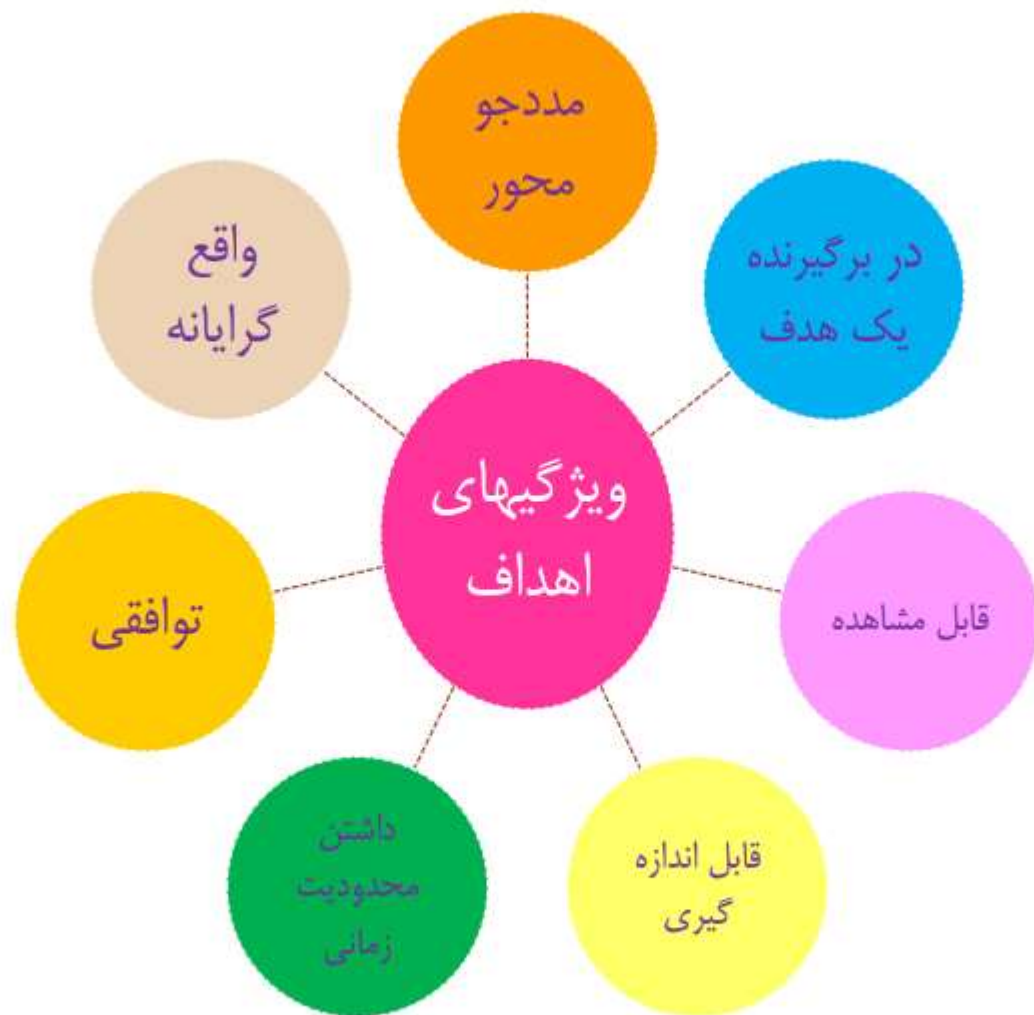 ویژگیهای
اهداف
مددجو
محور
در برگیرنده
یک هدف
قابل مشاهده
قابل اندازه
گیری
داشتن
محدودیت
زمانی
توافقی
واقع
گرایانه